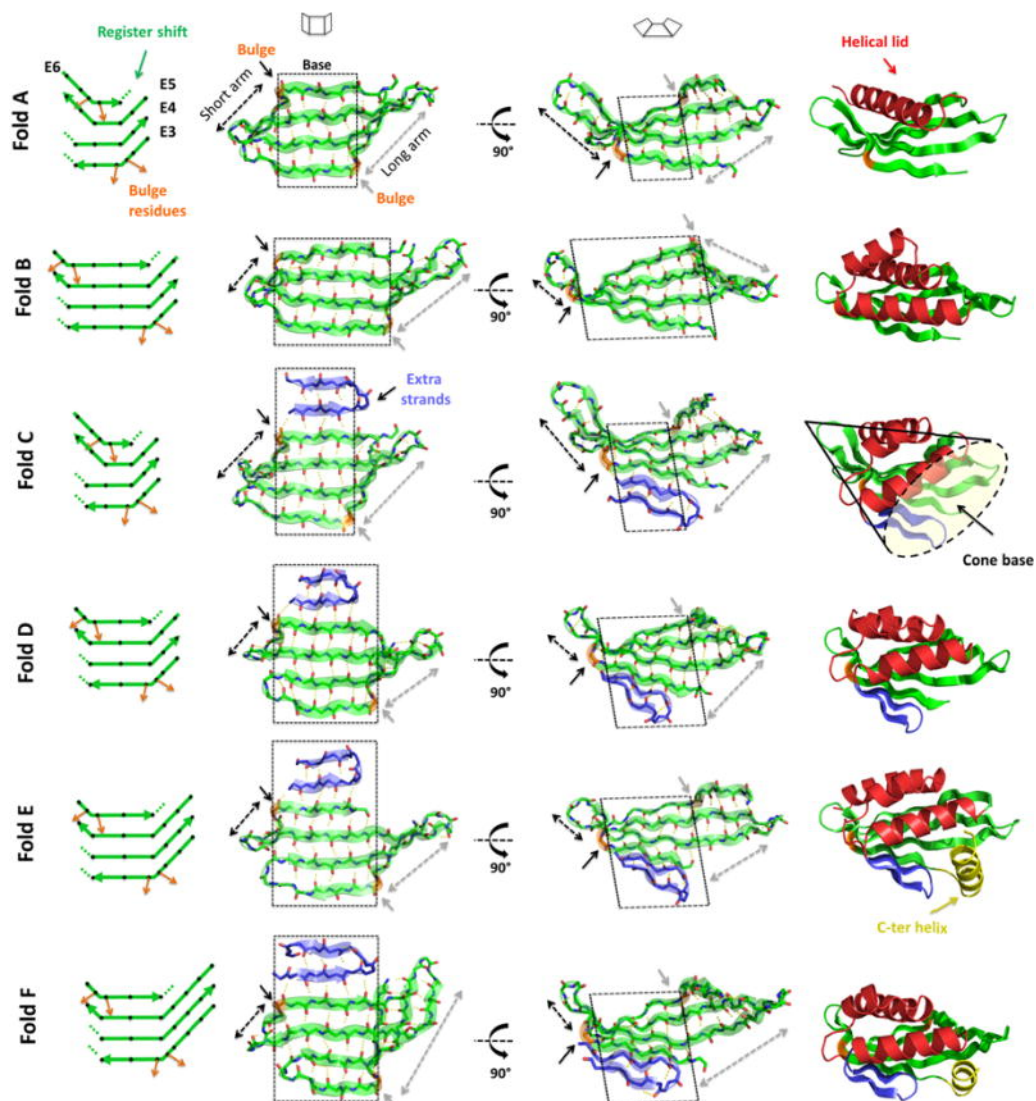 Register shift
E6
E5
E4
E3
Bulge
residues
Fold A
Bulge
Base
Short arm
Long arm
Bulge
90°
Helical lid
Fold B
90°
Fold C
Extra
strands
90°
Cone base
Fold D
90°
Fold E
90°
C-ter helix
Fold F
90°